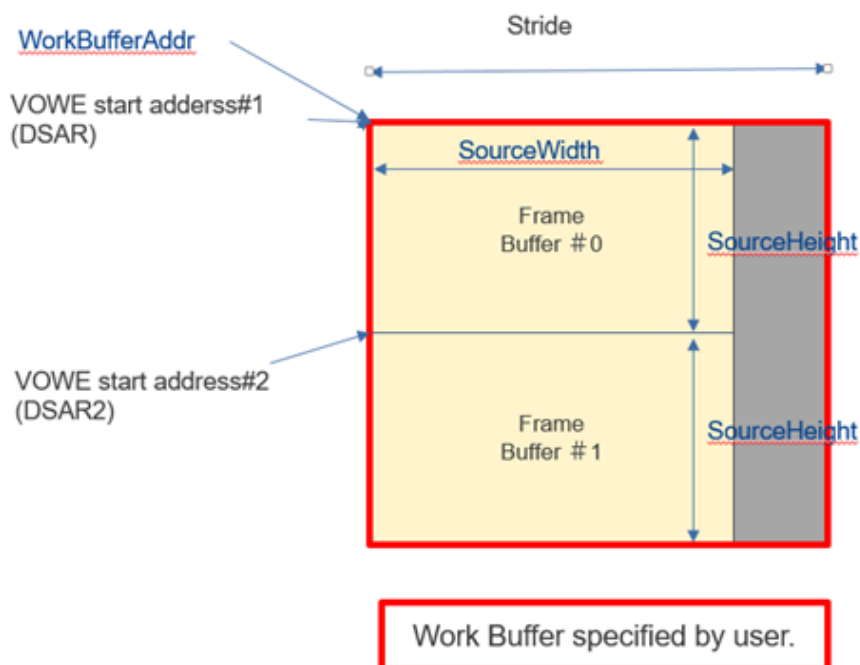 Stride
WorkBufferAddr
VOWE start adderss#1
(DSAR)
SourceWidth
Frame
Buffer #0
SourceHeight
VOWE start address#2
(DSAR2)
Frame
Buffer #1
SourceHeight
Work Buffer specified by user.